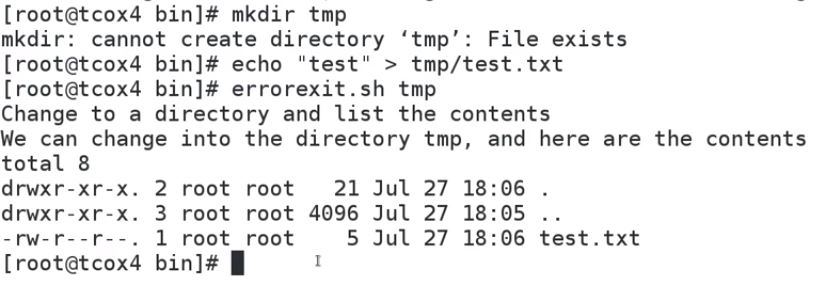 [root@tcox4 bin]# mkdir tmp
mkdir: cannot create directory ‘tmp’: File exists
[root@tcox4 bin]# echo "test" > tmp/test.txt
[root@tcox4 bin]# errorexit.sh tmp
Change to a directory and list the contents
We can change into the directory tmp, and here are the contents
total 8
drwxr-xr-x. 2 root root   21 Jul 27 18:06 .
drwxr-xr-x. 3 root root 4096 Jul 27 18:05 ..
-rw-r--r--. 1 root root    5 Jul 27 18:06 test.txt
[root@tcox4 bin]#